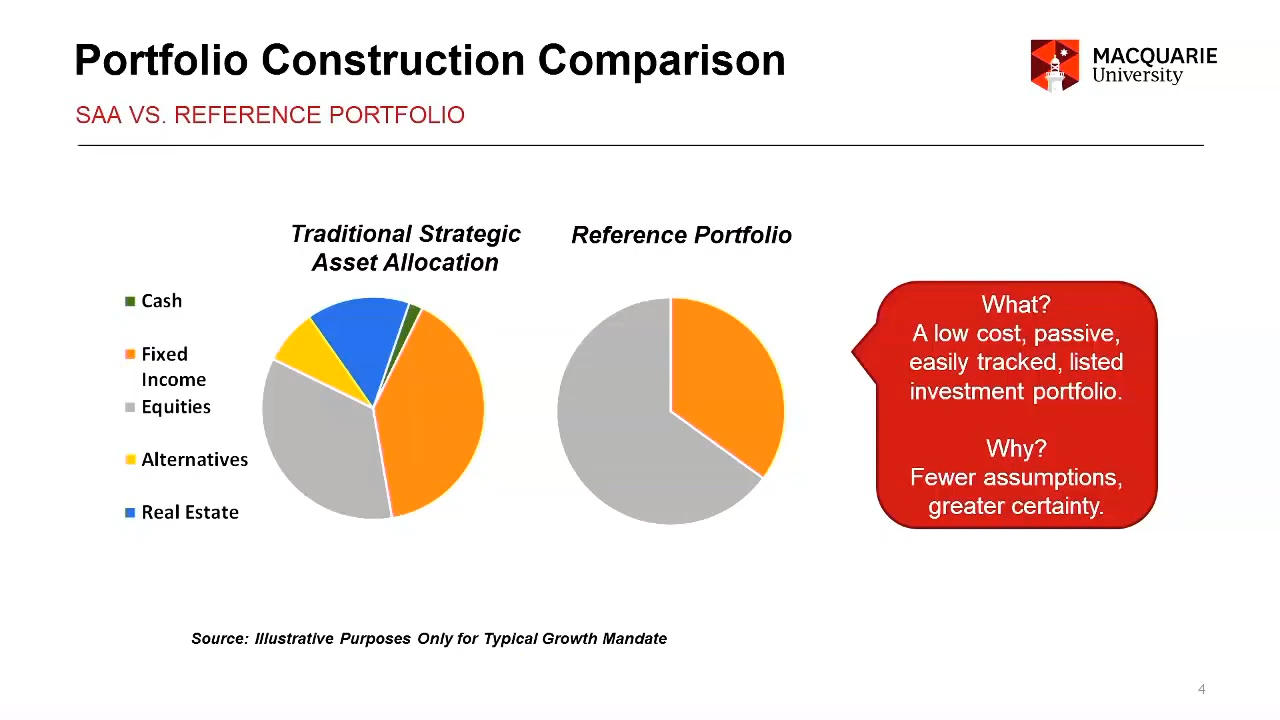 Portfolio Construction Comparison
MACQUARIE
University
SAA VS. REFERENCE PORTFOLIO
Traditional Strategic
Asset Allocation
Reference Portfolio
Cash
Fixed
Income
Equities
Alternatives
Real Estate
What?
A low cost, passive,
easily tracked, listed
investment portfolio.
Why?
Fewer assumptions,
greater certainty.
Source: Illustrative Purposes Only for Typical Growth Mandate
4